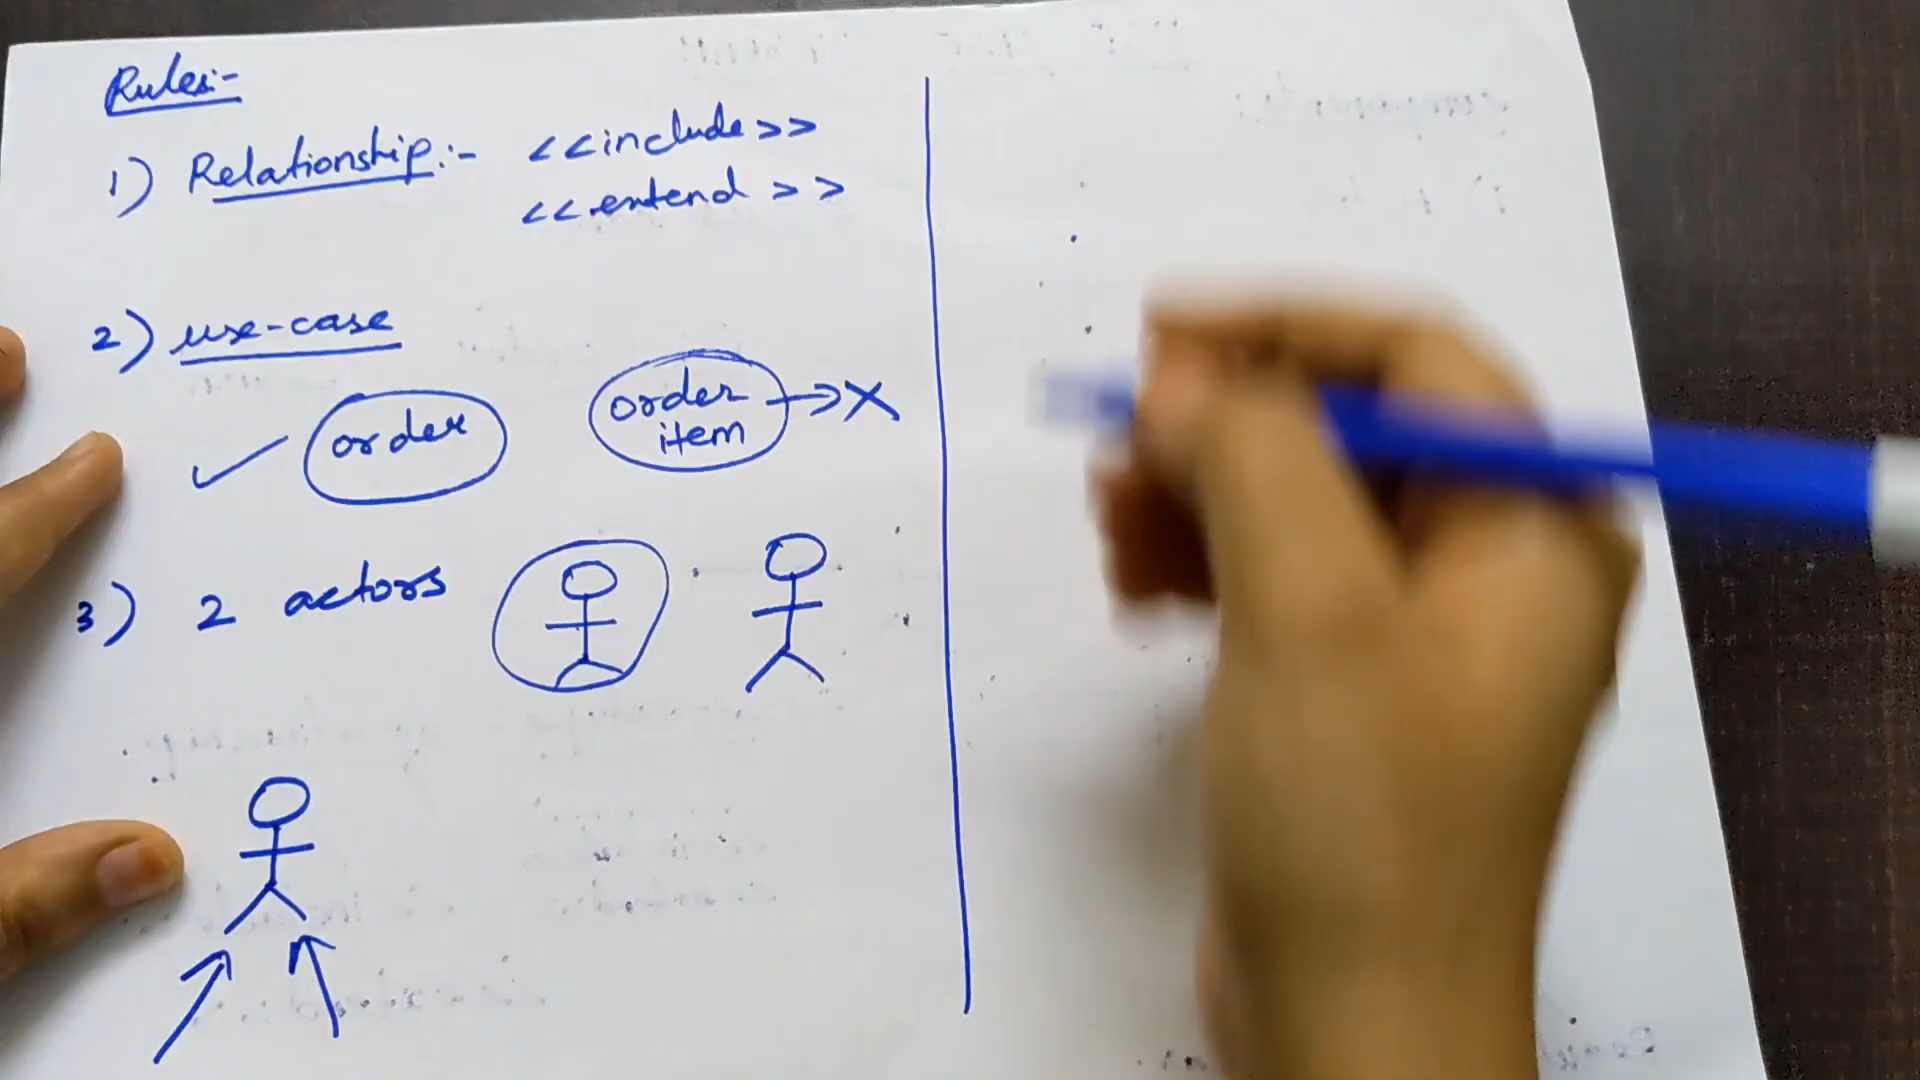 Rules:-
1) Relationship:- <<include>>
<<extend>>
2) use-case
order
order
item
3) 2 actors